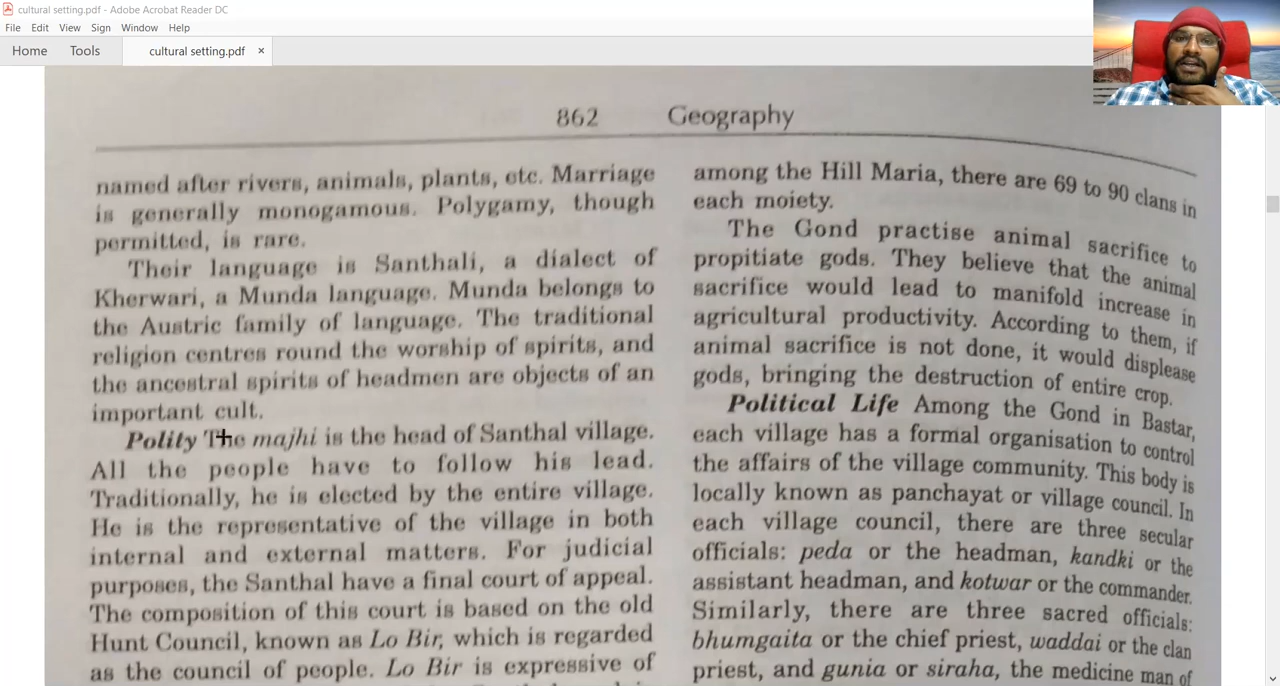 cultural setting.pdf - Adobe Acrobat Reader DC
File Edit View Sign Window Help
Home Tools cultural setting.pdf ×
862 Geography
named after rivers, animals, plants, etc. Marriage
is generally monogamous. Polygamy, though
permitted, is rare.
Their language is Santhali, a dialect of
Kherwari, a Munda language. Munda belongs to
the Austric family of language. The traditional
religion centres round the worship of spirits, and
the ancestral spirits of headmen are objects of an
important cult.
Polity The majhi is the head of Santhal village.
All the people have to follow his lead.
Traditionally, he is elected by the entire village.
He is the representative of the village in both
internal and external matters. For judicial
purposes, the Santhal have a final court of appeal.
The composition of this court is based on the old
Hunt Council, known as Lo Bir, which is regarded
as the council of people. Lo Bir is expressive of
among the Hill Maria, there are 69 to 90 clans in
each moiety.
The Gond practise animal sacrifice to
propitiate gods. They believe that the animal
sacrifice would lead to manifold increase in
agricultural productivity. According to them, if
animal sacrifice is not done, it would displease
gods, bringing the destruction of entire crop.
Political Life Among the Gond in Bastar,
each village has a formal organisation to control
the affairs of the village community. This body is
locally known as panchayat or village council. In
each village council, there are three secular
officials: peda or the headman, kandki or the
assistant headman, and kotwar or the commander.
Similarly, there are three sacred officials:
bhumgaita or the chief priest, waddai or the clan
priest, and gunia or siraha, the medicine man of